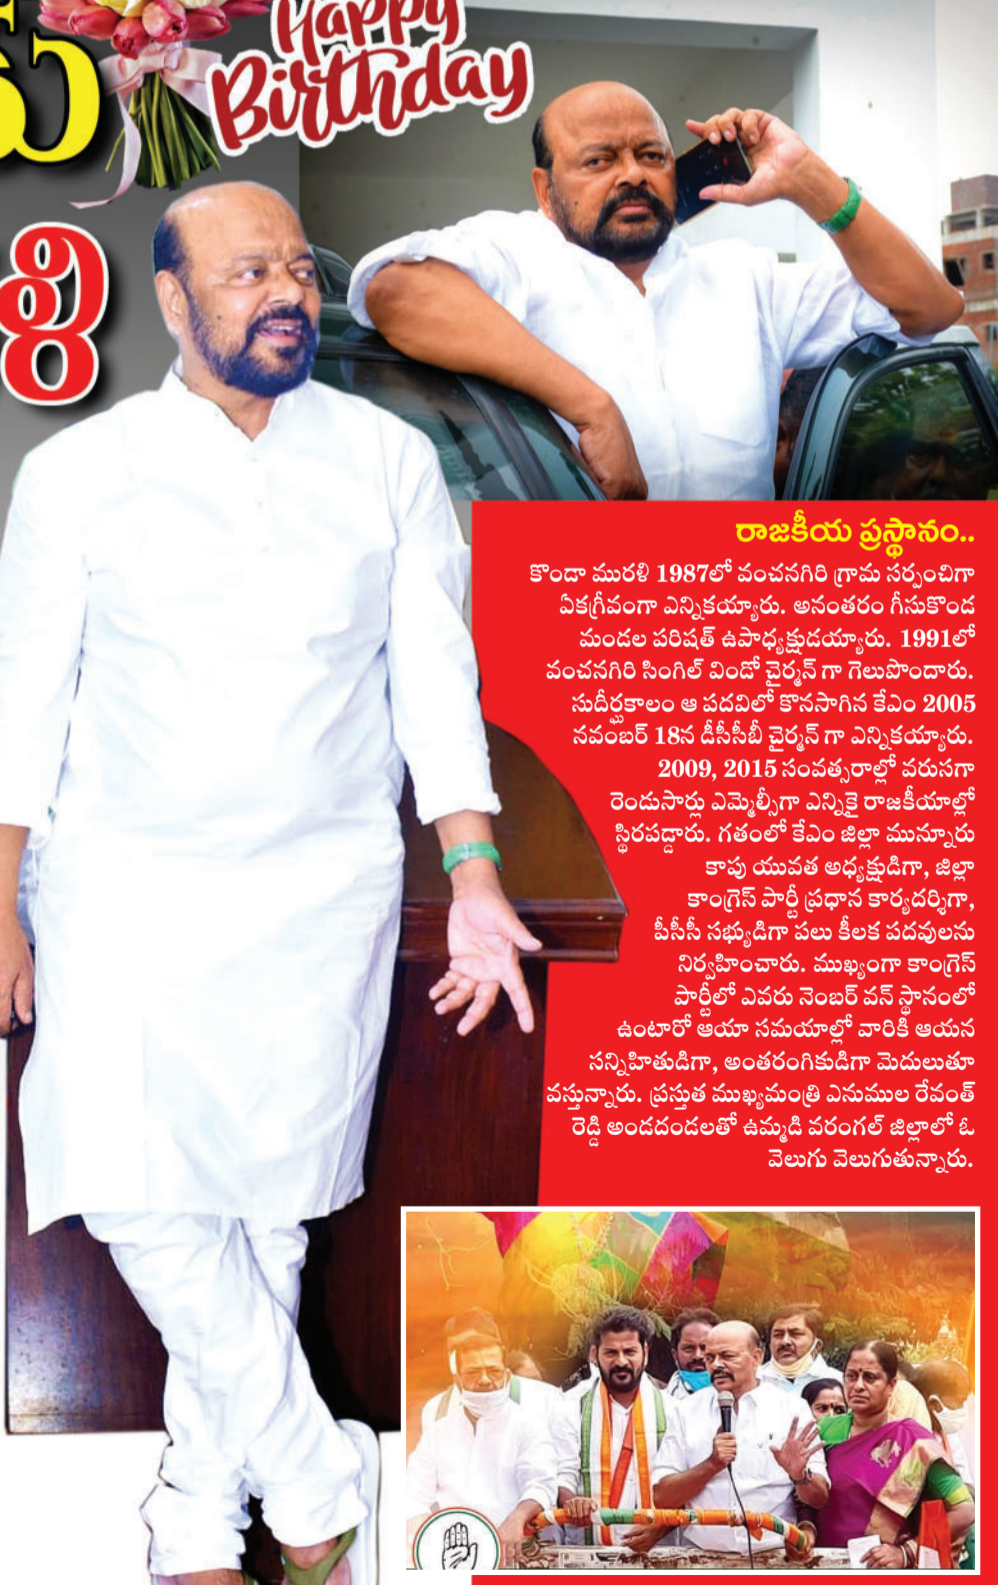 Happy
Birthday
ళి
రాజకీయ ప్రస్థానం..
కొండా మురళి 1987లో వంచనగిరి గ్రామ సర్పంచిగా
ఏకగ్రీవంగా ఎన్నికయ్యారు. అనంతరం గీసుకొండ
మండల పరిషత్ ఉపాధ్యక్షుడయ్యారు. 1991లో
వంచనగిరి సింగిల్ విండో చైర్మన్ గా గెలుపొందారు.
సుదీర్ఘకాలం ఆ పదవిలో కొనసాగిన కేఎం 2005
నవంబర్ 18న డీసీసీబీ చైర్మన్ గా ఎన్నికయ్యారు.
2009, 2015 సంవత్సరాల్లో వరుసగా
రెండుసార్లు ఎమ్మెల్సీగా ఎన్నికై రాజకీయాల్లో
స్థిరపడ్డారు. గతంలో కేఎం జిల్లా మున్నూరు
కాపు యువత అధ్యక్షుడిగా, జిల్లా
కాంగ్రెస్ పార్టీ ప్రధాన కార్యదర్శిగా,
పీసీసీ సభ్యుడిగా పలు కీలక పదవులను
నిర్వహించారు. ముఖ్యంగా కాంగ్రెస్
పార్టీలో ఎవరు నెంబర్ వన్ స్థానంలో
ఉంటారో ఆయా సమయాల్లో వారికి ఆయన
సన్నిహితుడిగా, అంతరంగికుడిగా మెదులుతూ
వస్తున్నారు. ప్రస్తుత ముఖ్యమంత్రి ఎనుముల రేవంత్
రెడ్డి అండదండలతో ఉమ్మడి వరంగల్ జిల్లాలో ఓ
వెలుగు వెలుగుతున్నారు.